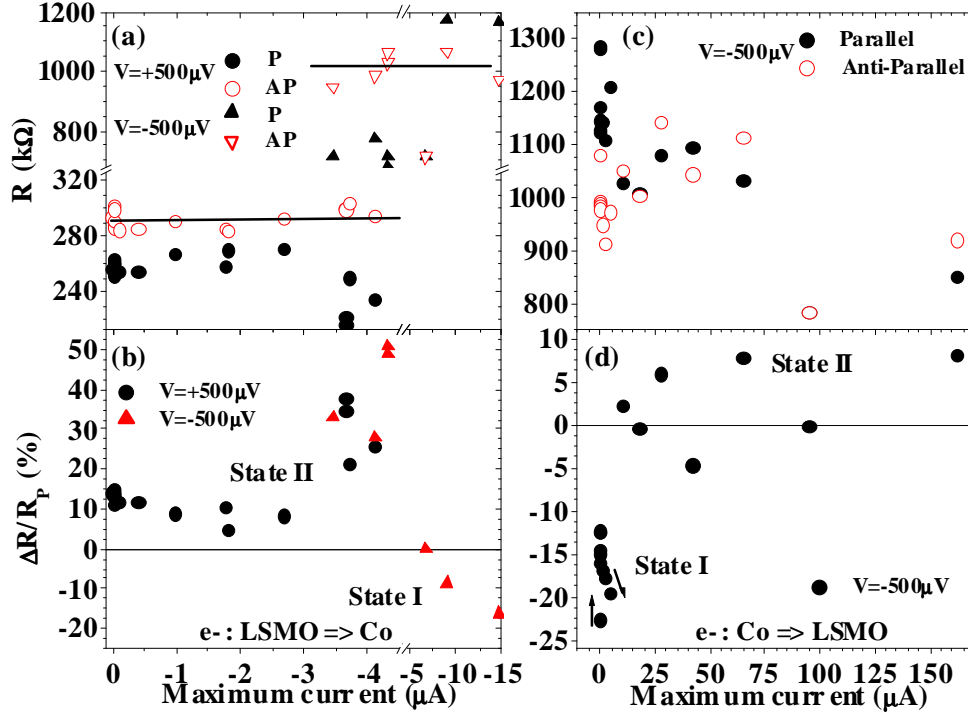 (a)
P
V=+500µV
AP
P
V=-500µV
AP
1200
1000
800
320
280
240
R (kΩ)
(b)
V=+500µV
V=-500µV
State II
State I
e- : LSMO => Co
50
40
30
20
10
0
-10
-20
ΔR/RP (%)
0 -1 -2 -3 -4 -5 -10 -15
Maximum current (µA)
(c)
Parallel
V=-500µV
Anti-Parallel
1300
1200
1100
1000
900
800
(d)
State II
State I
V=-500µV
e- : Co => LSMO
10
5
0
-5
-10
-15
-20
-25
0 25 50 75 100 125 150
Maximum current (µA)